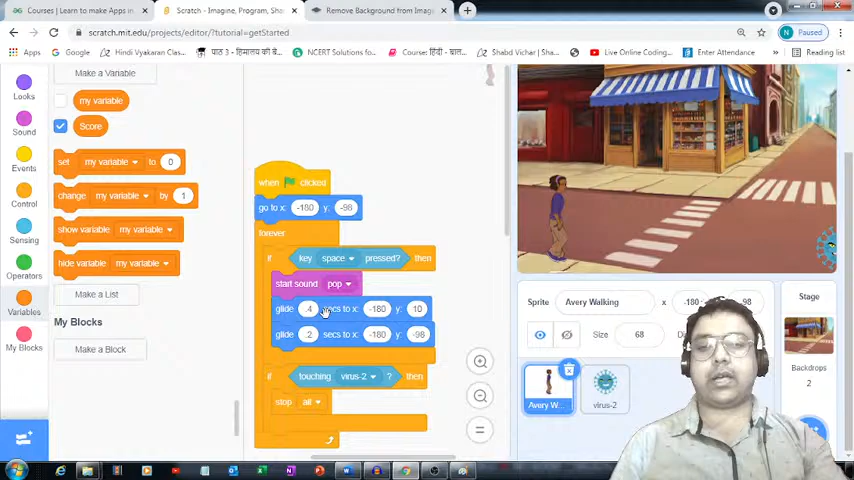 Courses | Learn to make Apps in
Scratch - Imagine, Program, Sha
Remove Background from Imag
scratch.mit.edu/projects/editor/?tutorial=getStarted
N Paused
Apps
Google
Hindi Vyakaran Clas...
पाठ 3 - हिमालय की बे...
NCERT Solutions fo...
Course: हिंदी - बाल...
Shabd Vichar | Sha...
Live Online Coding...
Enter Attendance
Reading list
Looks
Sound
Events
Control
Sensing
Operators
Variables
My Blocks
Make a Variable
my variable
Score
set my variable to 0
change my variable by 1
show variable my variable
hide variable my variable
Make a List
My Blocks
Make a Block
when clicked
go to x: -180 y: -98
forever
if key space pressed? then
start sound pop
glide .4 secs to x: -180 y: 10
glide .2 secs to x: -180 y: -98
if touching virus-2 ? then
stop all
Sprite Avery Walking x -180 -98
Size 68
Stage
Backdrops
2
Avery W...
virus-2